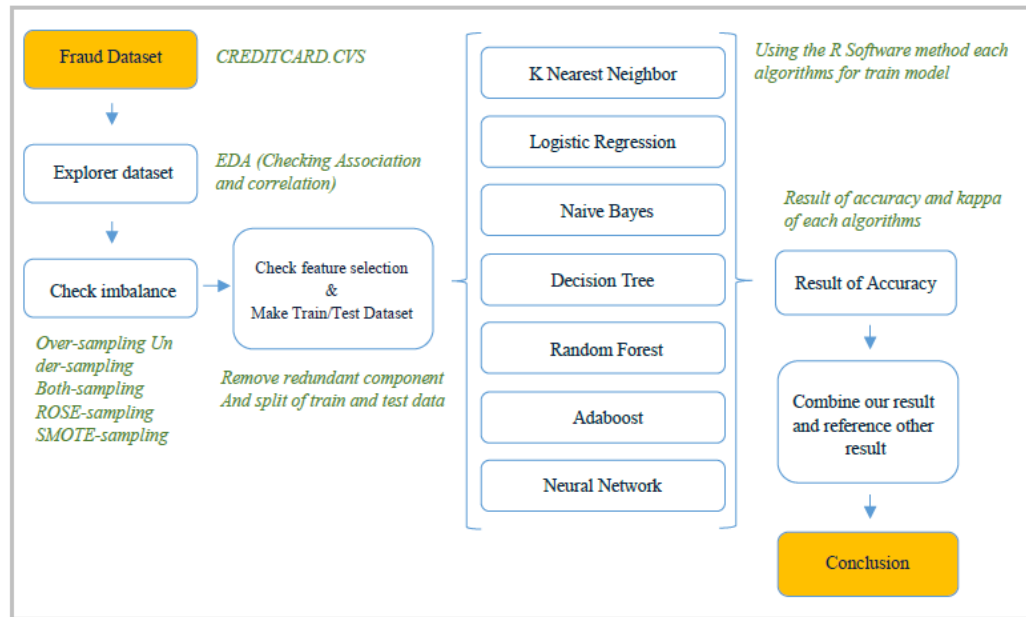 Fraud Dataset
CREDITCARD.CVS
Explorer dataset
EDA (Checking Association
and correlation)
Check imbalance
Over-sampling Un
der-sampling
Both-sampling
ROSE-sampling
SMOTE-sampling
Check feature selection
&
Make Train/Test Dataset
Remove redundant component
And split of train and test data
K Nearest Neighbor
Logistic Regression
Naive Bayes
Decision Tree
Random Forest
Adaboost
Neural Network
Using the R Software method each
algorithms for train model
Result of accuracy and kappa
of each algorithms
Result of Accuracy
Combine our result
and reference other
result
Conclusion